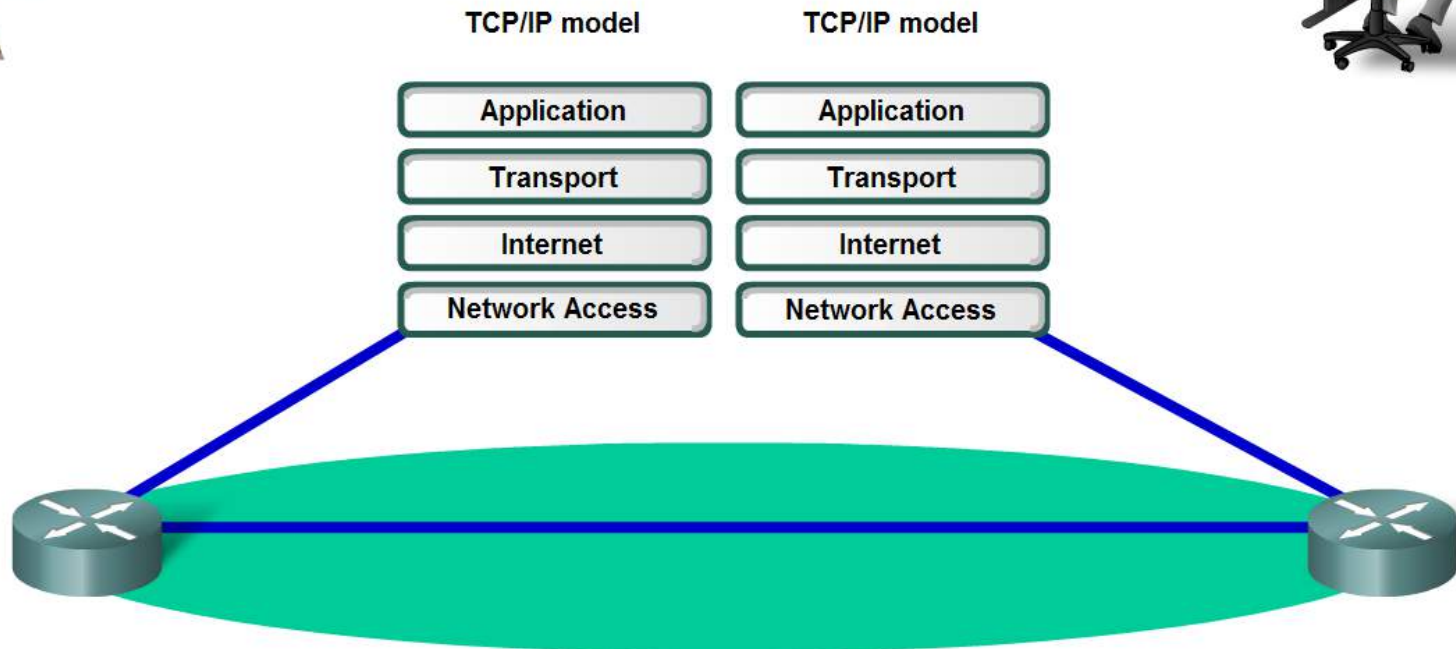 TCP/IP model TCP/IP model
Application Application
Transport Transport
Internet Internet
Network Access Network Access